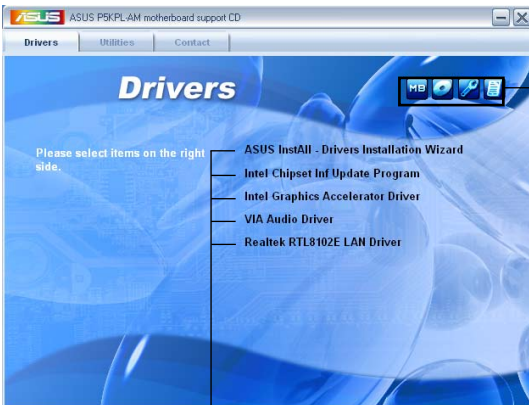 ASUS ASUS P5KPL-AM motherboard support CD
Drivers Utilities Contact
Drivers
MB
Please select items on the right side.
ASUS InstAll - Drivers Installation Wizard
Intel Chipset Inf Update Program
Intel Graphics Accelerator Driver
VIA Audio Driver
Realtek RTL8102E LAN Driver